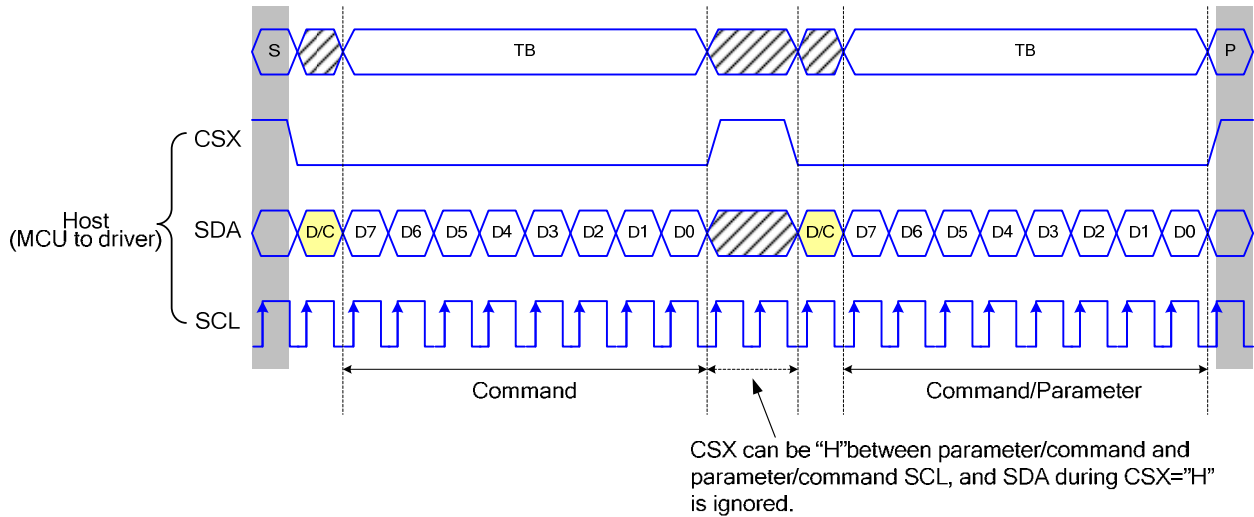 S TB TB P
CSX
Host
(MCU to driver)
SDA D/C D7 D6 D5 D4 D3 D2 D1 D0 D/C D7 D6 D5 D4 D3 D2 D1 D0
SCL
Command Command/Parameter
CSX can be “H”between parameter/command and
parameter/command SCL, and SDA during CSX=”H”
is ignored.